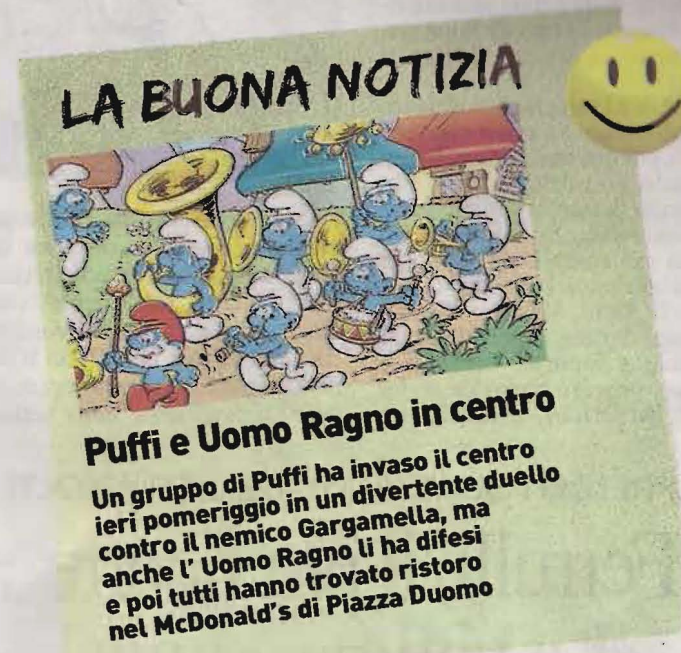 LA BUONA NOTIZIA
Puffi e Uomo Ragno in centro
Un gruppo di Puffi ha invaso il centro
ieri pomeriggio in un divertente duello
contro il nemico Gargamella, ma
anche l' Uomo Ragno li ha difesi
e poi tutti hanno trovato ristoro
nel McDonald's di Piazza Duomo